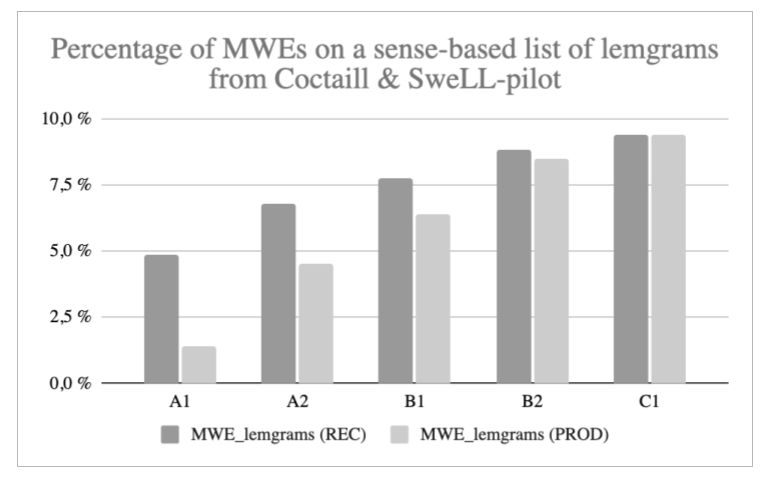 Percentage of MWEs on a sense-based list of lemgrams
from Coctaill & SweLL-pilot
10,0 %
7,5 %
5,0 %
2,5 %
0,0 %
A1 A2 B1 B2 C1
MWE_lemgrams (REC) MWE_lemgrams (PROD)